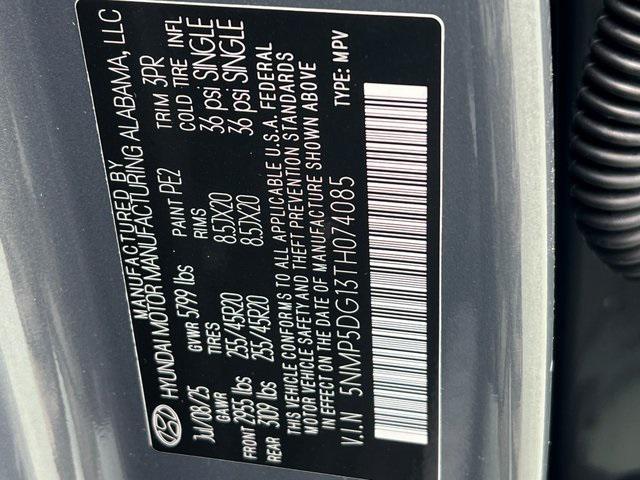 MANUFACTURED BY
HYUNDAI MOTOR MANUFACTURING ALABAMA, LLC
Jul/08/25 GVWR 5799 lbs PAINT PE2 TRIM 3PR
GAWR TIRES RIMS COLD TIRE INFL
FRONT 2955 lbs 255/45R20 8.5JX20 36 psi SINGLE
REAR 3109 lbs 255/45R20 8.5JX20 36 psi SINGLE
THIS VEHICLE CONFORMS TO ALL APPLICABLE U.S.A. FEDERAL
MOTOR VEHICLE SAFETY AND THEFT PREVENTION STANDARDS
IN EFFECT ON THE DATE OF MANUFACTURE SHOWN ABOVE
V.I.N 5NMP5DG13TH074085 TYPE: MPV